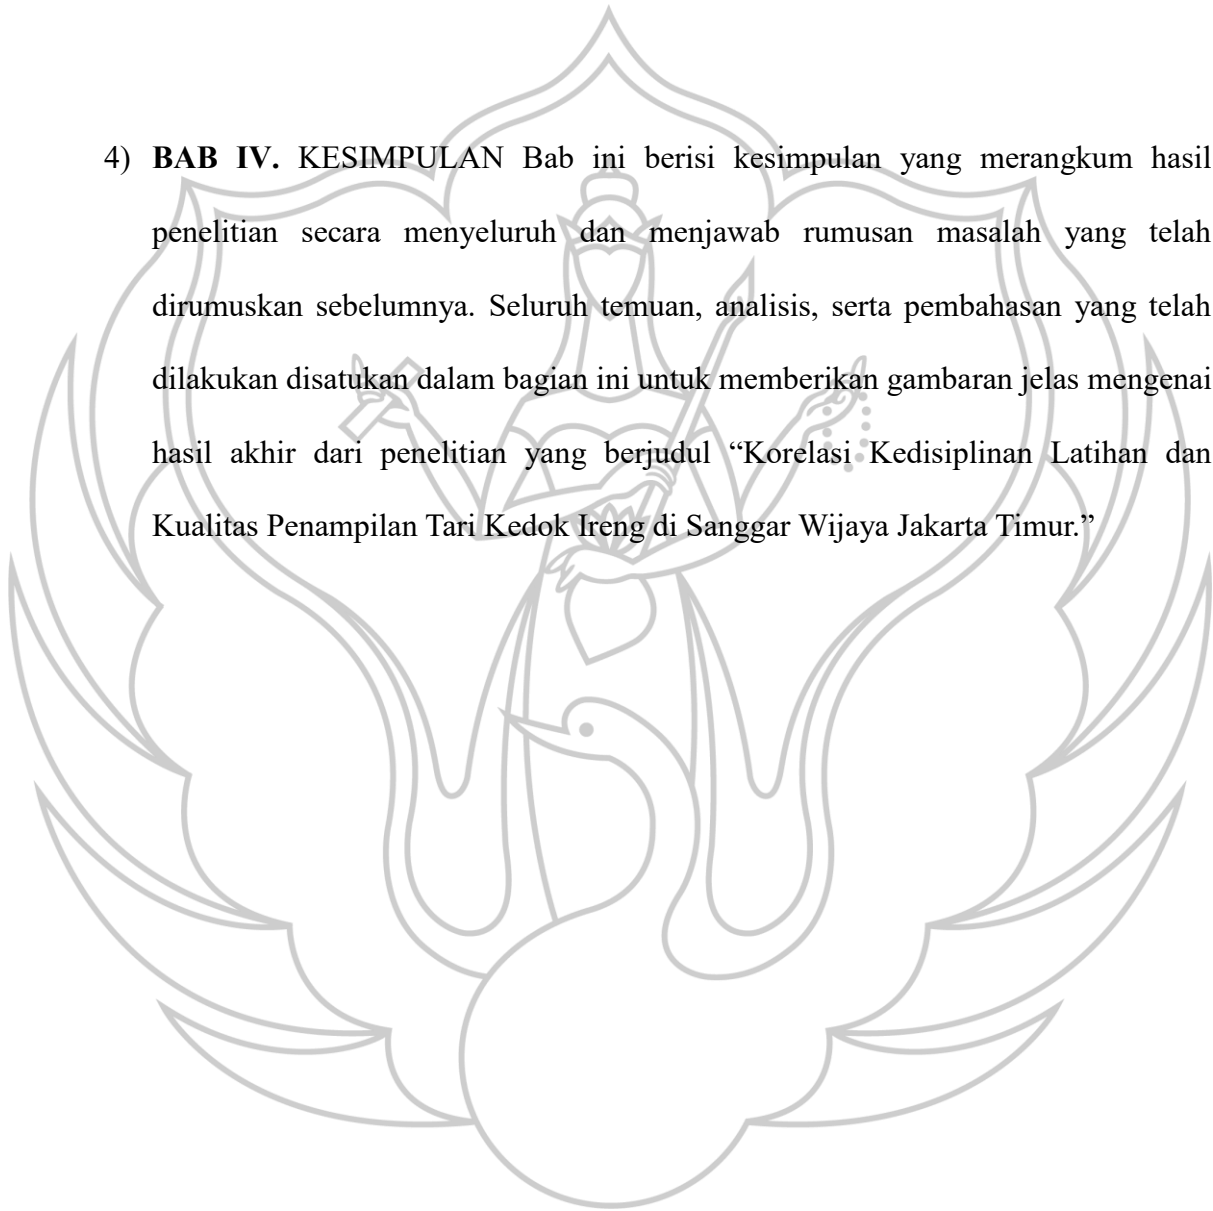 4) BAB IV. KESIMPULAN Bab ini berisi kesimpulan yang merangkum hasil
penelitian secara menyeluruh dan menjawab rumusan masalah yang telah
dirumuskan sebelumnya. Seluruh temuan, analisis, serta pembahasan yang telah
dilakukan disatukan dalam bagian ini untuk memberikan gambaran jelas mengenai
hasil akhir dari penelitian yang berjudul “Korelasi Kedisiplinan Latihan dan
Kualitas Penampilan Tari Kedok Ireng di Sanggar Wijaya Jakarta Timur.”